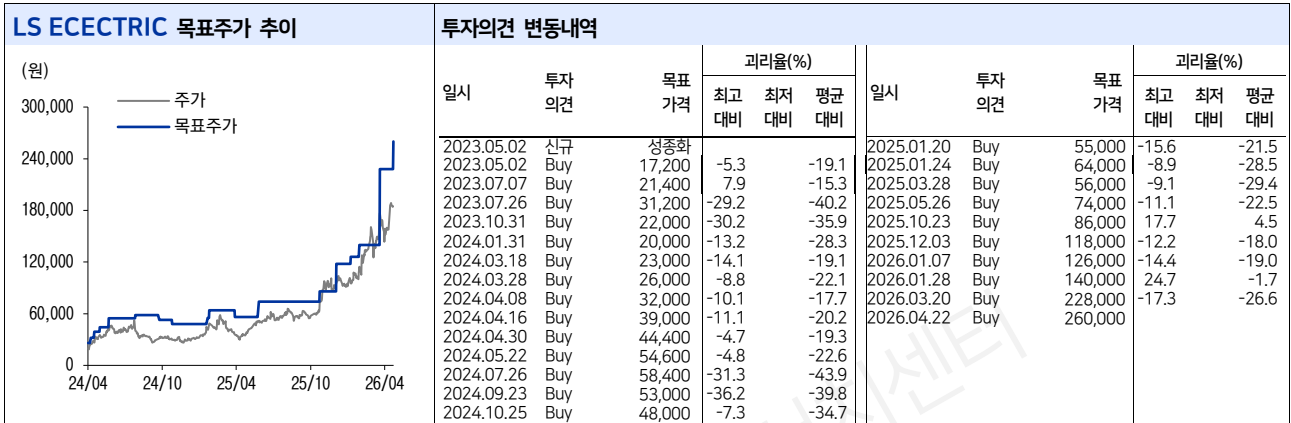 LS ECECTRIC 목표주가 추이
(원)
주가
목표주가
300,000
240,000
180,000
120,000
60,000
0
24/04 24/10 25/04 25/10 26/04
투자의견 변동내역
일시 투자의견 목표가격 괴리율(%)
최고대비 최저대비 평균대비
2023.05.02 신규 성종화
2023.05.02 Buy 17,200 -5.3 -19.1
2023.07.07 Buy 21,400 7.9 -15.3
2023.07.26 Buy 31,200 -29.2 -40.2
2023.10.31 Buy 22,000 -30.2 -35.9
2024.01.31 Buy 20,000 -13.2 -28.3
2024.03.18 Buy 23,000 -14.1 -19.1
2024.03.28 Buy 26,000 -8.8 -22.1
2024.04.08 Buy 32,000 -10.1 -17.7
2024.04.16 Buy 39,000 -11.1 -20.2
2024.04.30 Buy 44,400 -4.7 -19.3
2024.05.22 Buy 54,600 -4.8 -22.6
2024.07.26 Buy 58,400 -31.3 -43.9
2024.09.23 Buy 53,000 -36.2 -39.8
2024.10.25 Buy 48,000 -7.3 -34.7
일시 투자의견 목표가격 괴리율(%)
최고대비 최저대비 평균대비
2025.01.20 Buy 55,000 -15.6 -21.5
2025.01.24 Buy 64,000 -8.9 -28.5
2025.03.28 Buy 56,000 -9.1 -29.4
2025.05.26 Buy 74,000 -11.1 -22.5
2025.10.23 Buy 86,000 17.7 4.5
2025.12.03 Buy 118,000 -12.2 -18.0
2026.01.07 Buy 126,000 -14.4 -19.0
2026.01.28 Buy 140,000 24.7 -1.7
2026.03.20 Buy 228,000 -17.3 -26.6
2026.04.22 Buy 260,000